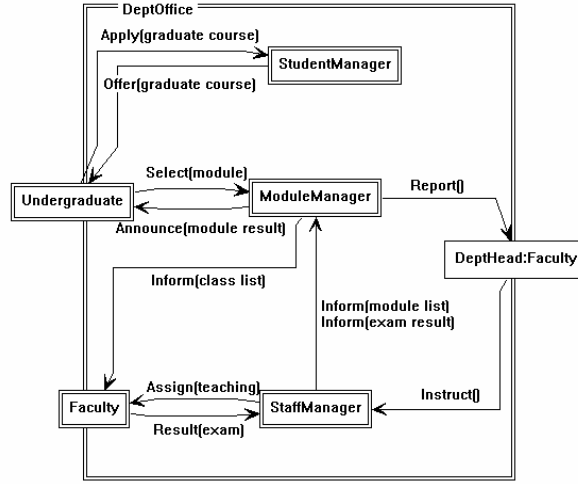 DeptOffice
Apply(graduate course)
StudentManager
Offer(graduate course)
Select(module)
Undergraduate
ModuleManager
Report()
Announce(module result)
DeptHead:Faculty
Inform(class list)
Inform(module list)
Inform(exam result)
Assign(teaching)
Instruct()
Faculty
StaffManager
Result(exam)